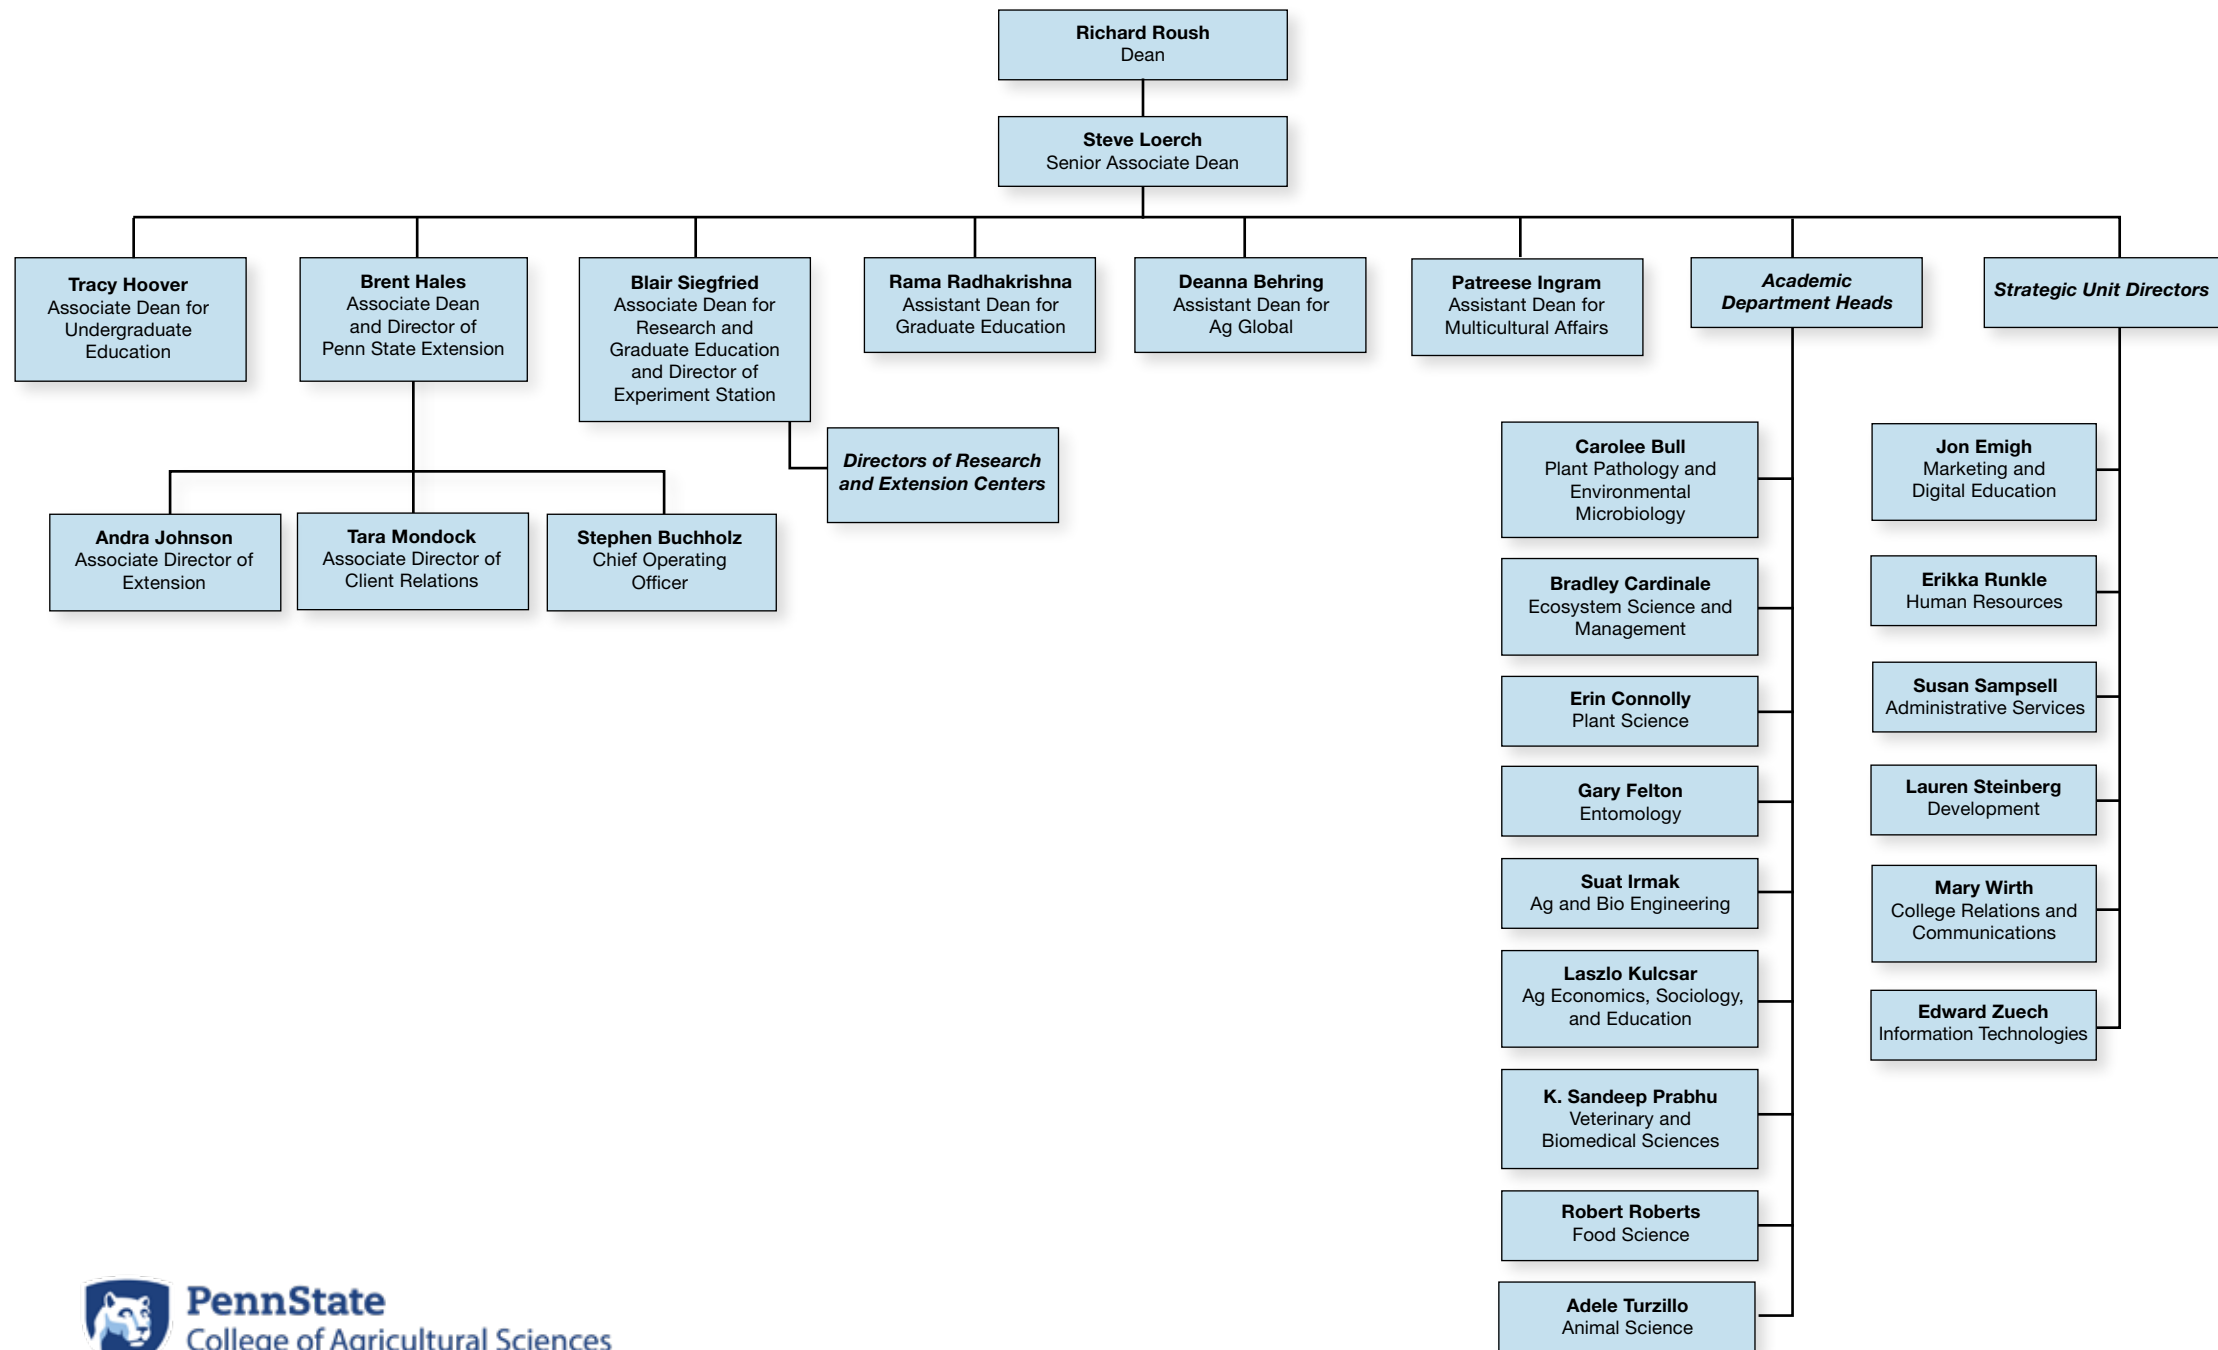 Richard Roush
Dean
Steve Loerch
Senior Associate Dean
Tracy Hoover
Associate Dean for
Undergraduate
Education
Brent Hales
Associate Dean
and Director of
Penn State Extension
Blair Siegfried
Associate Dean for
Research and
Graduate Education
and Director of
Experiment Station
Rama Radhakrishna
Assistant Dean for
Graduate Education
Deanna Behring
Assistant Dean for
Ag Global
Patreese Ingram
Assistant Dean for
Multicultural Affairs
Academic
Department Heads
Strategic Unit Directors
Directors of Research
and Extension Centers
Andra Johnson
Associate Director of
Extension
Tara Mondock
Associate Director of
Client Relations
Stephen Buchholz
Chief Operating
Officer
Carolee Bull
Plant Pathology and
Environmental
Microbiology
Bradley Cardinale
Ecosystem Science and
Management
Erin Connolly
Plant Science
Gary Felton
Entomology
Suat Irmak
Ag and Bio Engineering
Laszlo Kulcsar
Ag Economics, Sociology,
and Education
K. Sandeep Prabhu
Veterinary and
Biomedical Sciences
Robert Roberts
Food Science
Adele Turzillo
Animal Science
Jon Emigh
Marketing and
Digital Education
Erikka Runkle
Human Resources
Susan Sampsell
Administrative Services
Lauren Steinberg
Development
Mary Wirth
College Relations and
Communications
Edward Zuech
Information Technologies
PennState
College of Agricultural Sciences